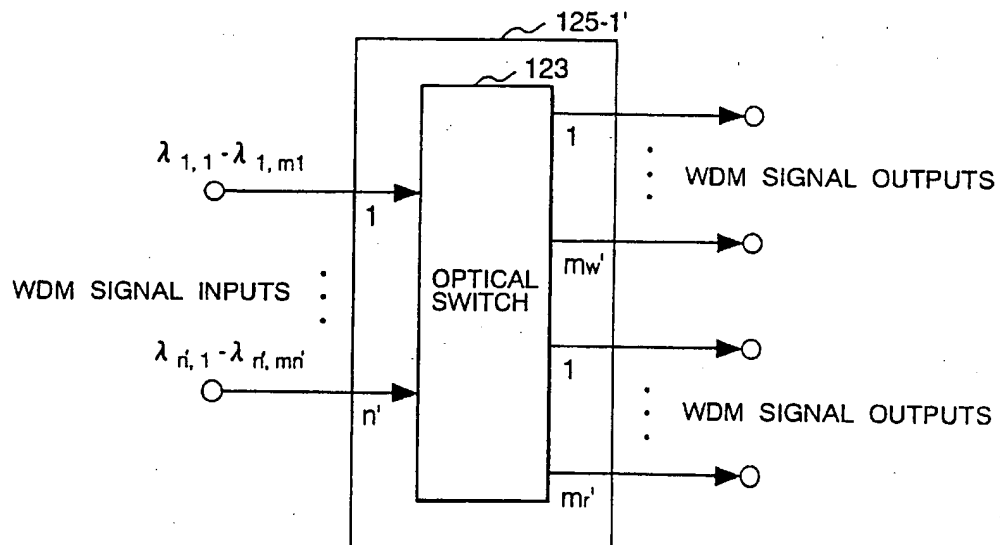 125-1'
123
λ 1, 1 - λ 1, m1
1
1
WDM SIGNAL OUTPUTS
mw'
WDM SIGNAL INPUTS
OPTICAL
SWITCH
λ n', 1 - λ n', mn'
n'
1
WDM SIGNAL OUTPUTS
mr'